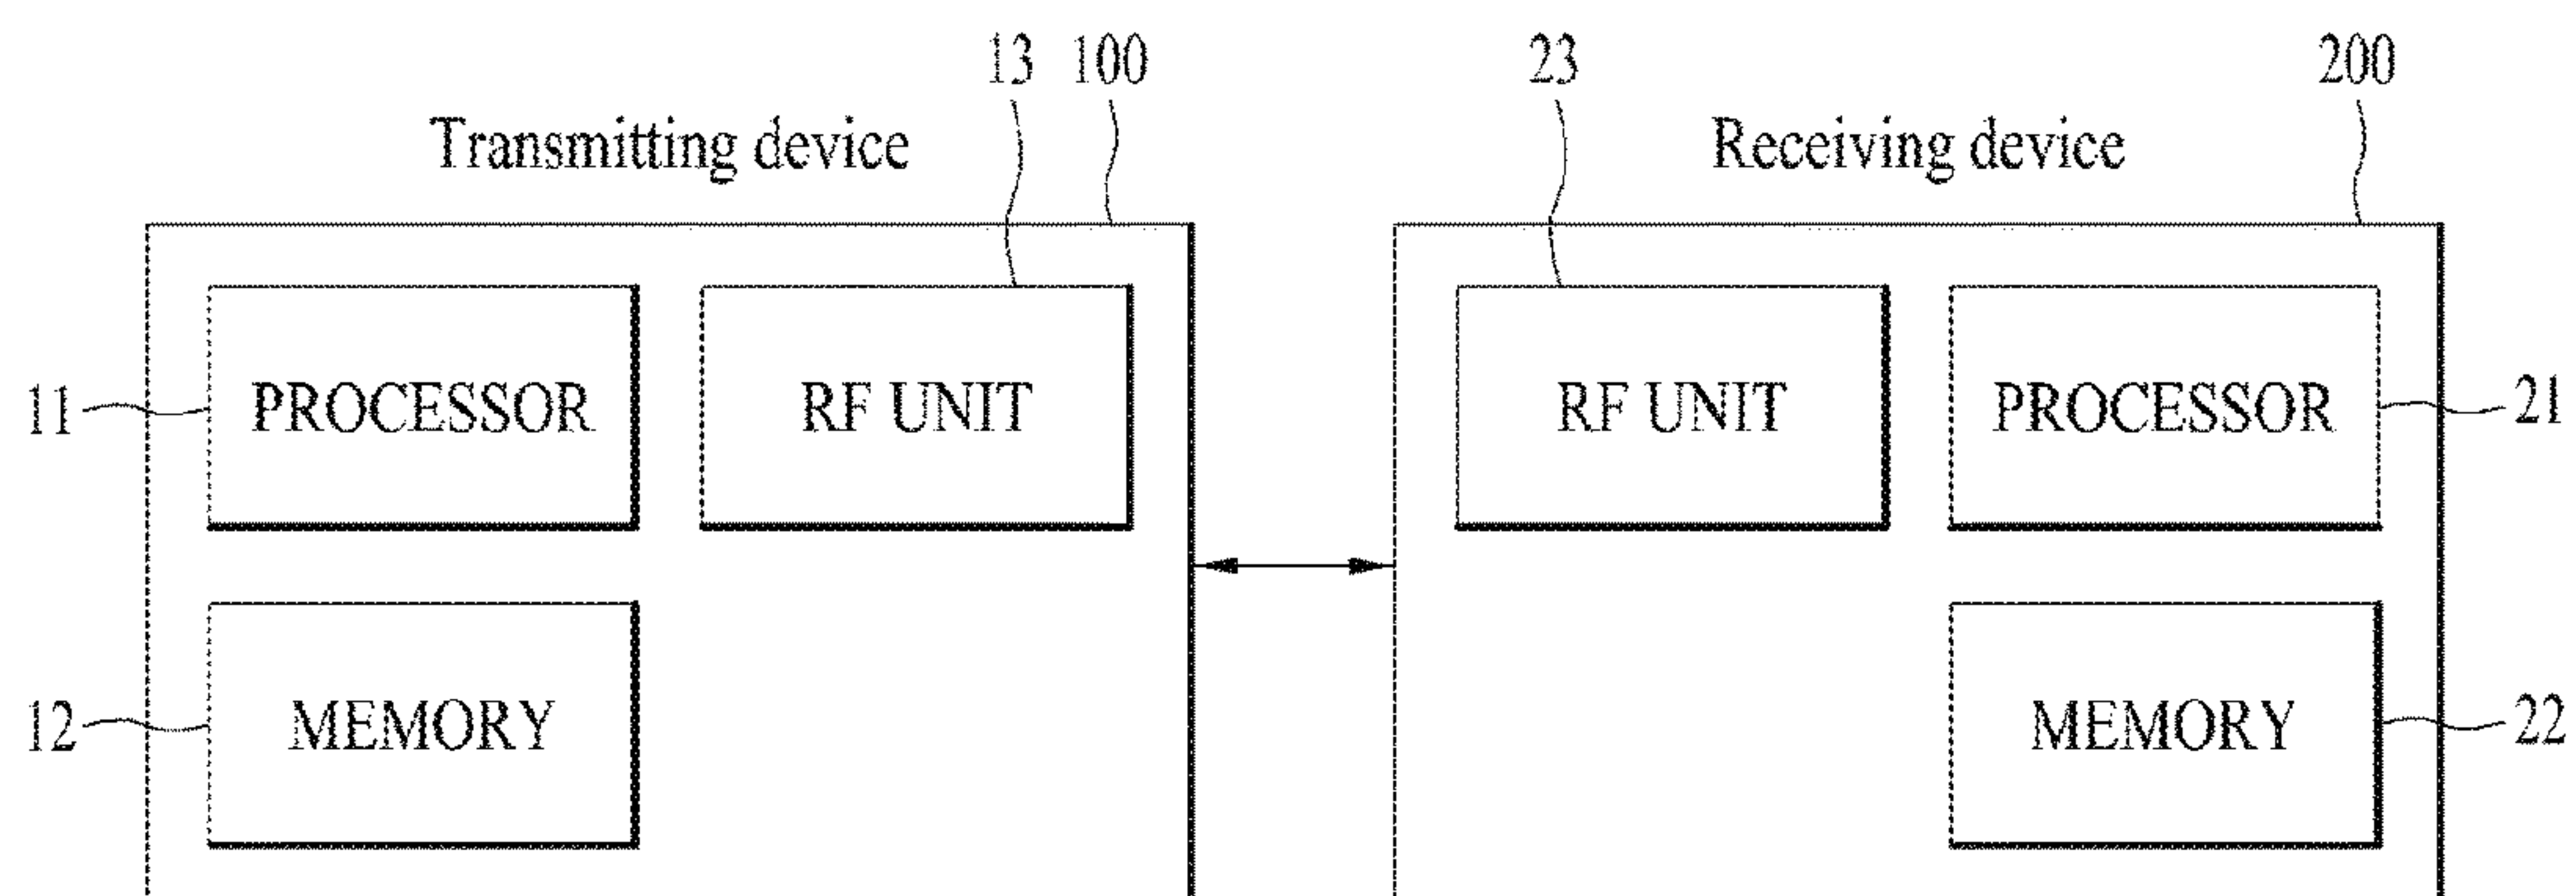 13 100 23 200
Transmitting device Receiving device
11 PROCESSOR RF UNIT RF UNIT PROCESSOR 21
12 MEMORY MEMORY 22